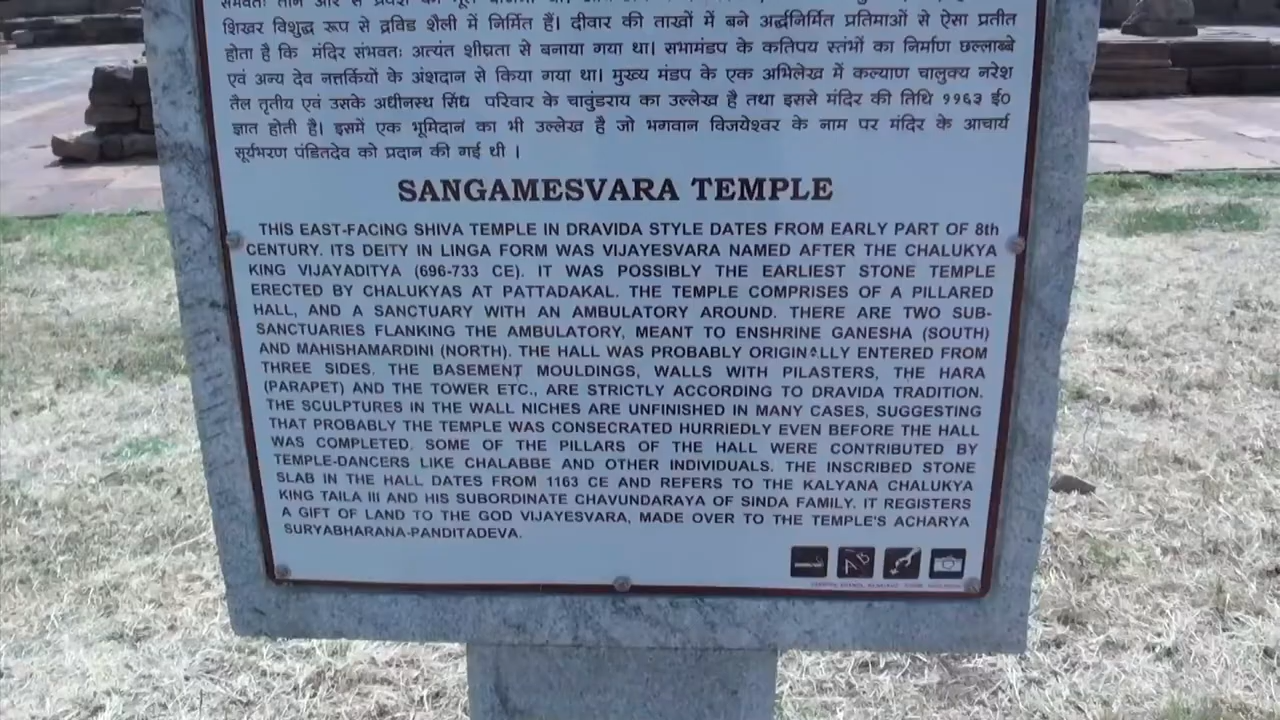 शिखर विशुद्ध रूप से द्रविड शैली में निर्मित हैं। दीवार की ताखों में बने अर्द्धनिर्मित प्रतिमाओं से ऐसा प्रतीत
होता है कि मंदिर संभवतः अत्यंत शीघ्रता से बनाया गया था। सभामंडप के कतिपय स्तंभों का निर्माण छल्लाब्बे
एवं अन्य देव नर्त्तकियों के अंशदान से किया गया था। मुख्य मंडप के एक अभिलेख में कल्याण चालुक्य नरेश
तैल तृतीय एवं उसके अधीनस्थ सिंध परिवार के चावुंडराय का उल्लेख है तथा इससे मंदिर की तिथि ११६३ ई०
ज्ञात होती है। इसमें एक भूमिदान का भी उल्लेख है जो भगवान विजयेश्वर के नाम पर मंदिर के आचार्य
सूर्यभरण पंडितदेव को प्रदान की गई थी ।
SANGAMESVARA TEMPLE
THIS EAST-FACING SHIVA TEMPLE IN DRAVIDA STYLE DATES FROM EARLY PART OF 8th
CENTURY. ITS DEITY IN LINGA FORM WAS VIJAYESVARA NAMED AFTER THE CHALUKYA
KING VIJAYADITYA (696-733 CE). IT WAS POSSIBLY THE EARLIEST STONE TEMPLE
ERECTED BY CHALUKYAS AT PATTADAKAL. THE TEMPLE COMPRISES OF A PILLARED
HALL, AND A SANCTUARY WITH AN AMBULATORY AROUND. THERE ARE TWO SUB-
SANCTUARIES FLANKING THE AMBULATORY, MEANT TO ENSHRINE GANESHA (SOUTH)
AND MAHISHAMARDINI (NORTH). THE HALL WAS PROBABLY ORIGINALLY ENTERED FROM
THREE SIDES. THE BASEMENT MOULDINGS, WALLS WITH PILASTERS, THE HARA
(PARAPET) AND THE TOWER ETC., ARE STRICTLY ACCORDING TO DRAVIDA TRADITION.
THE SCULPTURES IN THE WALL NICHES ARE UNFINISHED IN MANY CASES, SUGGESTING
THAT PROBABLY THE TEMPLE WAS CONSECRATED HURRIEDLY EVEN BEFORE THE HALL
WAS COMPLETED. SOME OF THE PILLARS OF THE HALL WERE CONTRIBUTED BY
TEMPLE-DANCERS LIKE CHALABBE AND OTHER INDIVIDUALS. THE INSCRIBED STONE
SLAB IN THE HALL DATES FROM 1163 CE AND REFERS TO THE KALYANA CHALUKYA
KING TAILA III AND HIS SUBORDINATE CHAVUNDARAYA OF SINDA FAMILY. IT REGISTERS
A GIFT OF LAND TO THE GOD VIJAYESVARA, MADE OVER TO THE TEMPLE'S ACHARYA
SURYABHARANA-PANDITADEVA.